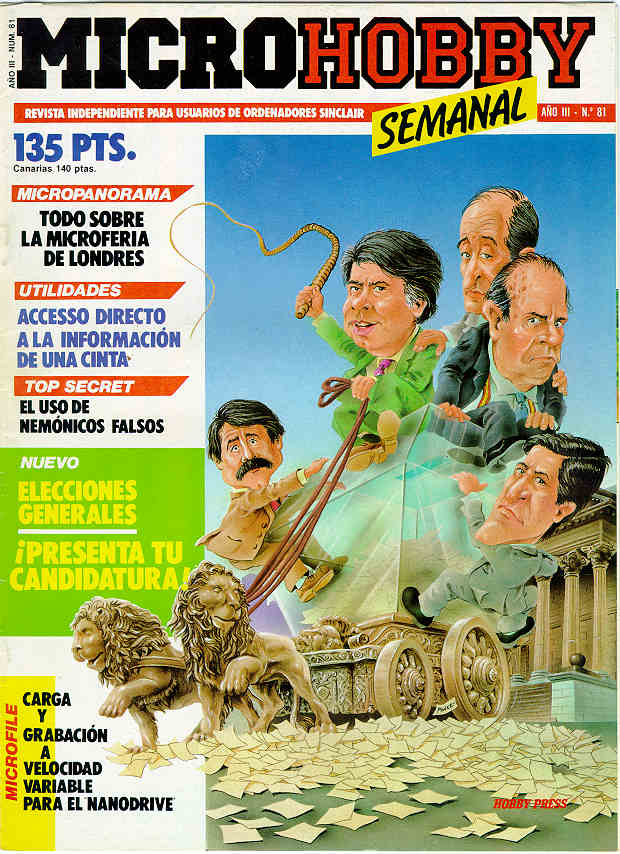 AÑO III - NUM. 81
MICROHOBBY
SEMANAL
REVISTA INDEPENDIENTE PARA USUARIOS DE ORDENADORES SINCLAIR
AÑO III - N.° 81
135 PTS.
Canarias 140 ptas.
MICROPANORAMA
TODO SOBRE
LA MICROFERIA
DE LONDRES
UTILIDADES
ACCESSO DIRECTO
A LA INFORMACIÓN
DE UNA CINTA
TOP SECRET
EL USO DE
NEMÓNICOS FALSOS
NUEVO
ELECCIONES
GENERALES
¡PRESENTA TU
CANDIDATURA!
MICROFILE
CARGA
Y
GRABACIÓN
A
VELOCIDAD
VARIABLE
PARA EL NANODRIVE
HOBBY PRESS